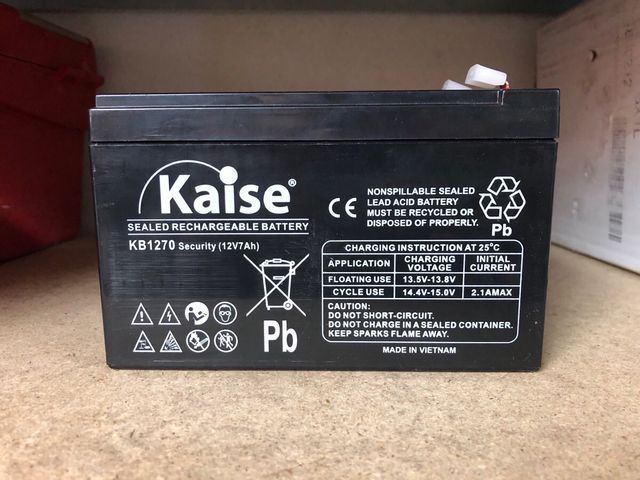 Kaise®
SEALED RECHARGEABLE BATTERY
KB1270 Security (12V7Ah)
Pb
CE
NONSPILLABLE SEALED
LEAD ACID BATTERY
MUST BE RECYCLED OR
DISPOSED OF PROPERLY.
Pb
CHARGING INSTRUCTION AT 25°C
APPLICATION CHARGING VOLTAGE INITIAL CURRENT
FLOATING USE 13.5V-13.8V
CYCLE USE 14.4V-15.0V 2.1AMAX
CAUTION:
DO NOT SHORT-CIRCUIT.
DO NOT CHARGE IN A SEALED CONTAINER.
KEEP SPARKS FLAME AWAY.
MADE IN VIETNAM